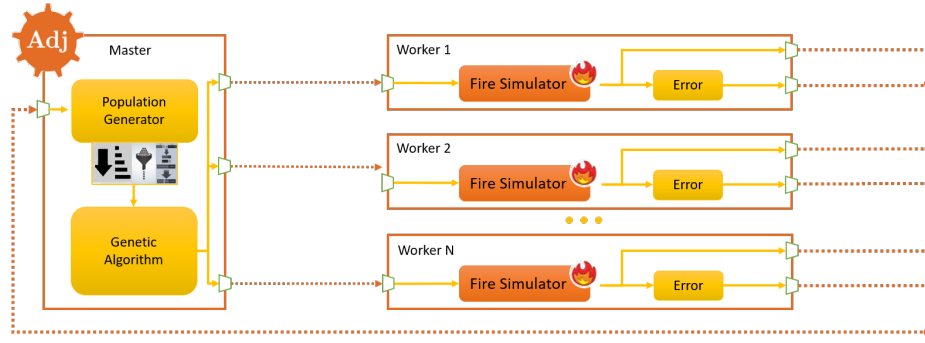 Adj
Master
Population
Generator
Genetic
Algorithm
Worker 1
Fire Simulator
Error
Worker 2
Fire Simulator
Error
Worker N
Fire Simulator
Error